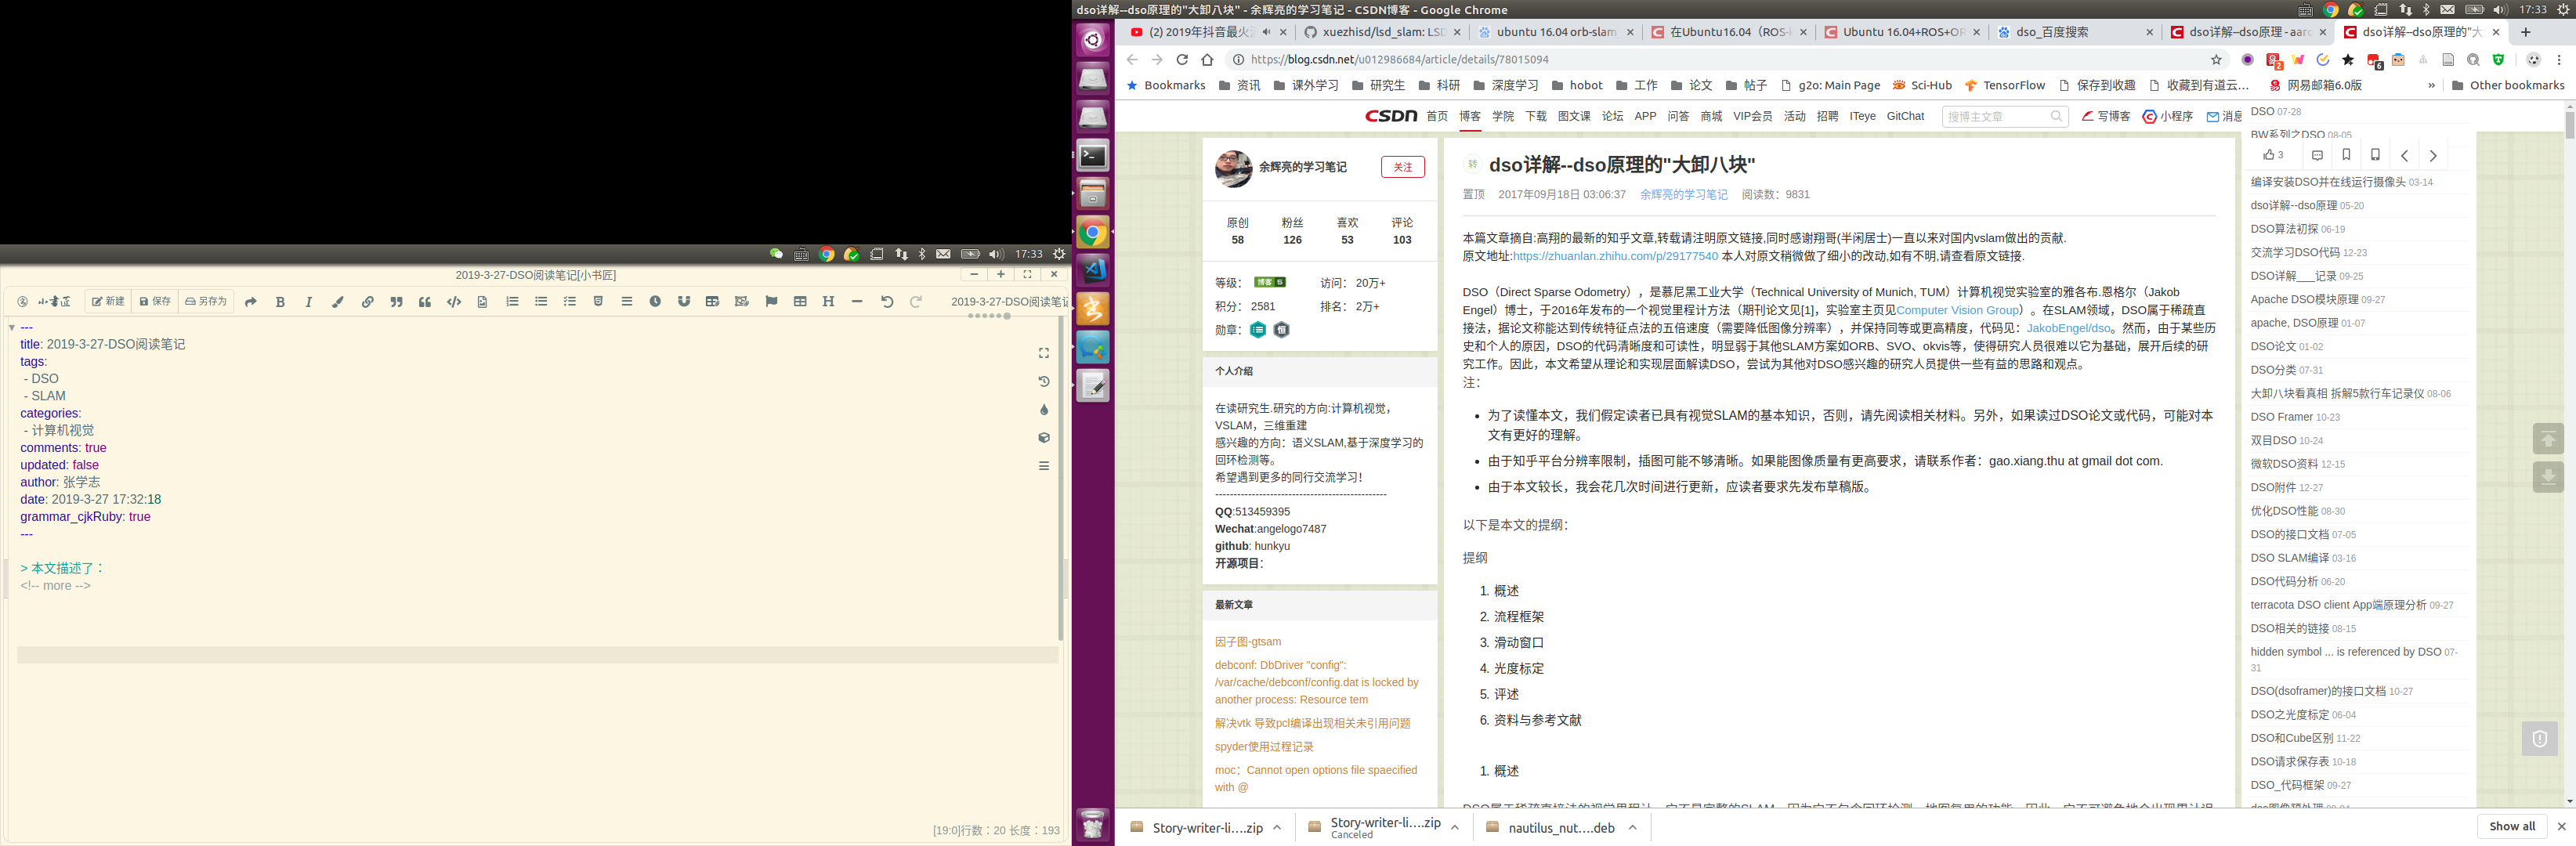 17:33
2019-3-27-DSO阅读笔记[小书匠]
新建 保存 另存为 B I H 2019-3-27-DSO阅读笔记
---
title: 2019-3-27-DSO阅读笔记
tags:
- DSO
- SLAM
categories:
- 计算机视觉
comments: true
updated: false
author: 张学志
date: 2019-3-27 17:32:18
grammar_cjkRuby: true
---
> 本文描述了：
<!-- more -->
[19:0]行数：20 长度：193
dso详解--dso原理的"大卸八块" - 余辉亮的学习笔记 - CSDN博客 - Google Chrome 17:33
(2) 2019年抖音最火 xuezhisd/lsd_slam: LSD ubuntu 16.04 orb-slam 在Ubuntu16.04（ROS- Ubuntu 16.04+ROS+OR dso_百度搜索 dso详解--dso原理 - aaro dso详解--dso原理的"大
https://blog.csdn.net/u012986684/article/details/78015094
Bookmarks 资讯 课外学习 研究生 科研 深度学习 hobot 工作 论文 帖子 g2o: Main Page Sci-Hub TensorFlow 保存到收趣 收藏到有道云… 网易邮箱6.0版 » Other bookmarks
CSDN 首页 博客 学院 下载 图文课 论坛 APP 问答 商城 VIP会员 活动 招聘 ITeye GitChat 搜博主文章 写博客 小程序 消息
余辉亮的学习笔记 关注
原创 粉丝 喜欢 评论
58 126 53 103
等级： 博客 5 访问： 20万+
积分： 2581 排名： 2万+
勋章： 恒
个人介绍
在读研究生.研究的方向:计算机视觉，
VSLAM，三维重建
感兴趣的方向：语义SLAM,基于深度学习的
回环检测等。
希望遇到更多的同行交流学习！
-----------------------------------------------
QQ:513459395
Wechat:angelogo7487
github: hunkyu
开源项目：
最新文章
因子图-gtsam
debconf: DbDriver "config":
/var/cache/debconf/config.dat is locked by
another process: Resource tem
解决vtk 导致pcl编译出现相关未引用问题
spyder使用过程记录
moc：Cannot open options file spaecified
with @
转 dso详解--dso原理的"大卸八块"
置顶 2017年09月18日 03:06:37 余辉亮的学习笔记 阅读数：9831
本篇文章摘自:高翔的最新的知乎文章,转载请注明原文链接,同时感谢翔哥(半闲居士)一直以来对国内vslam做出的贡献.
原文地址:https://zhuanlan.zhihu.com/p/29177540 本人对原文稍微做了细小的改动,如有不明,请查看原文链接.
DSO（Direct Sparse Odometry），是慕尼黑工业大学（Technical University of Munich, TUM）计算机视觉实验室的雅各布.恩格尔（Jakob
Engel）博士，于2016年发布的一个视觉里程计方法（期刊论文见[1]，实验室主页见Computer Vision Group）。在SLAM领域，DSO属于稀疏直
接法，据论文称能达到传统特征点法的五倍速度（需要降低图像分辨率），并保持同等或更高精度，代码见：JakobEngel/dso。然而，由于某些历
史和个人的原因，DSO的代码清晰度和可读性，明显弱于其他SLAM方案如ORB、SVO、okvis等，使得研究人员很难以它为基础，展开后续的研
究工作。因此，本文希望从理论和实现层面解读DSO，尝试为其他对DSO感兴趣的研究人员提供一些有益的思路和观点。
注：
• 为了读懂本文，我们假定读者已具有视觉SLAM的基本知识，否则，请先阅读相关材料。另外，如果读过DSO论文或代码，可能对本
文有更好的理解。
• 由于知乎平台分辨率限制，插图可能不够清晰。如果能图像质量有更高要求，请联系作者：gao.xiang.thu at gmail dot com.
• 由于本文较长，我会花几次时间进行更新，应读者要求先发布草稿版。
以下是本文的提纲：
提纲
1. 概述
2. 流程框架
3. 滑动窗口
4. 光度标定
5. 评述
6. 资料与参考文献
1. 概述
DSO 07-28
BW系列之DSO 08-05
3
编译安装DSO并在线运行摄像头 03-14
dso详解--dso原理 05-20
DSO算法初探 06-19
交流学习DSO代码 12-23
DSO详解___记录 09-25
Apache DSO模块原理 09-27
apache, DSO原理 01-07
DSO论文 01-02
DSO分类 07-31
大卸八块看真相 拆解5款行车记录仪 08-06
DSO Framer 10-23
双目DSO 10-24
微软DSO资料 12-15
DSO附件 12-27
优化DSO性能 08-30
DSO的接口文档 07-05
DSO SLAM编译 03-16
DSO代码分析 06-20
terracota DSO client App端原理分析 09-27
DSO相关的链接 08-15
hidden symbol ... is referenced by DSO 07-
31
DSO(dsoframer)的接口文档 10-27
DSO之光度标定 06-04
DSO和Cube区别 11-22
DSO请求保存表 10-18
DSO_代码框架 09-27
Story-writer-li....zip Story-writer-li....zip nautilus_nut....deb Show all
Canceled